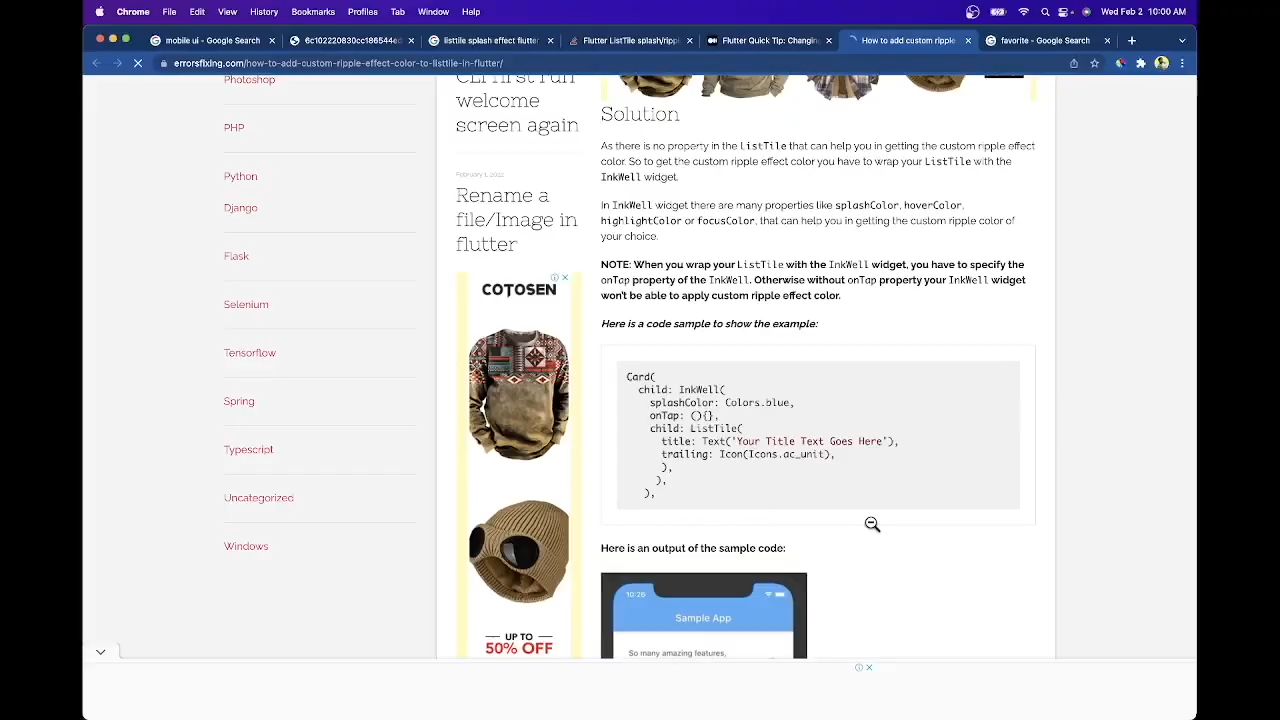 Chrome File Edit View History Bookmarks Profiles Tab Window Help
Wed Feb 2 10:00 AM
mobile ui - Google Search
6c102220830cc186544ed
listtile splash effect flutter
Flutter ListTile splash/rippl
Flutter Quick Tip: Changing
How to add custom ripple
favorite - Google Search
errorsfixing.com/how-to-add-custom-ripple-effect-color-to-listtile-in-flutter/
Photoshop
PHP
Python
Django
Flask
Selenium
Tensorflow
Spring
Typescript
Uncategorized
Windows
CLI first run
welcome
screen again
February 1, 2022
Rename a
file/Image in
flutter
COTOSEN
UP TO
50% OFF
Solution
As there is no property in the ListTile that can help you in getting the custom ripple effect
color. So to get the custom ripple effect color you have to wrap your ListTile with the
InkWell widget.
In InkWell widget there are many properties like splashColor, hoverColor,
highlightColor or focusColor, that can help you in getting the custom ripple color of
your choice.
NOTE: When you wrap your ListTile with the InkWell widget, you have to specify the
onTap property of the InkWell. Otherwise without onTap property your InkWell widget
won't be able to apply custom ripple effect color.
Here is a code sample to show the example:
Card(
child: InkWell(
splashColor: Colors.blue,
onTap: (){},
child: ListTile(
title: Text('Your Title Text Goes Here'),
trailing: Icon(Icons.ac_unit),
),
),
),
Here is an output of the sample code:
10:26
Sample App
So many amazing features,